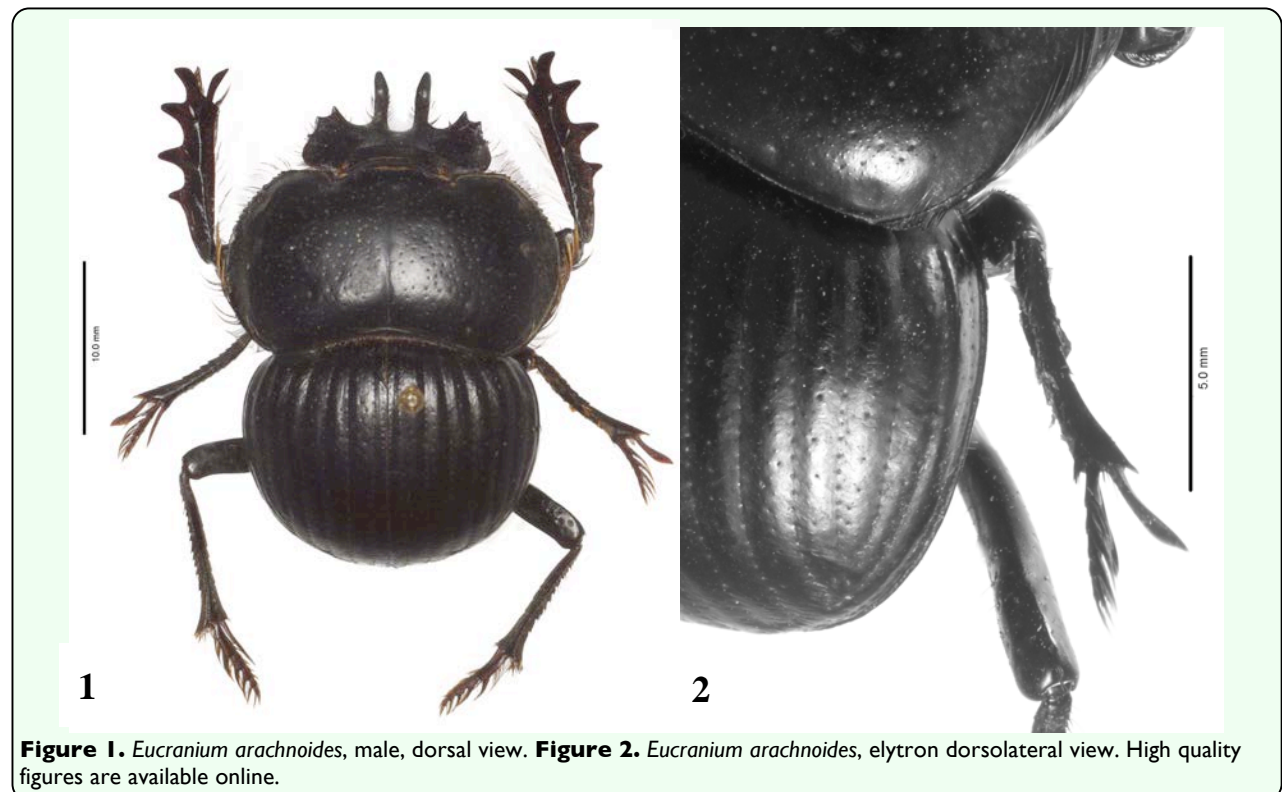 10.0 mm
5.0 mm
1
2
Figure 1. Eucranium arachnoides, male, dorsal view. Figure 2. Eucranium arachnoides, elytron dorsolateral view. High quality
figures are available online.